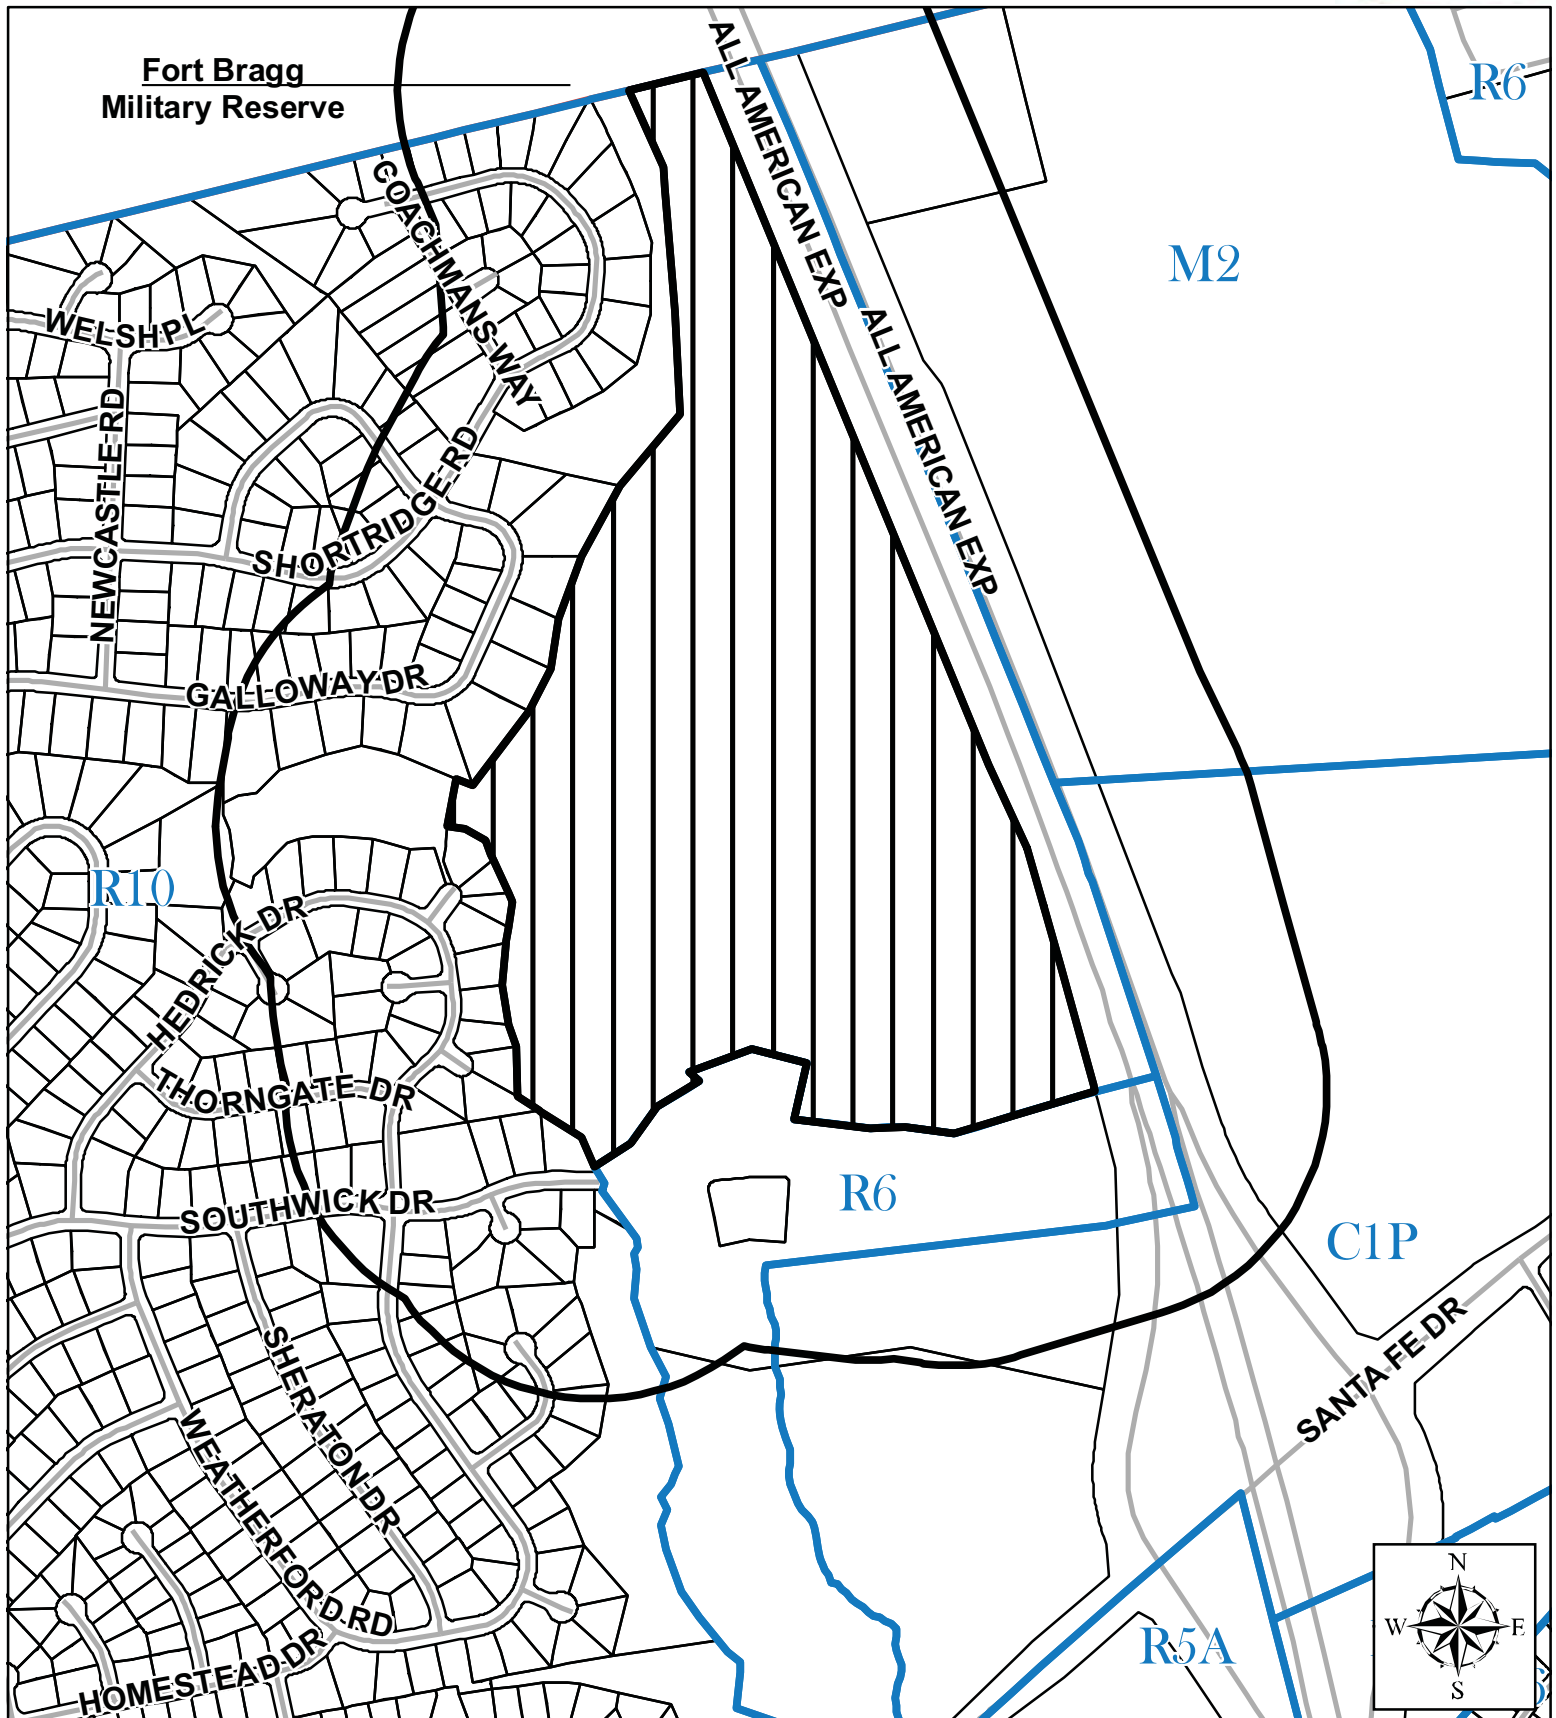 Fort Bragg
Military Reserve
ALL AMERICAN EXP
R6
COACHMANS WAY
M2
WELSH PL
ALL AMERICAN EXP
NEWCASTLE RD
SHORTRIDGE RD
GALLOWAY DR
R10
HEDRICK DR
THORNGATE DR
SOUTHWICK DR
R6
C1P
SHERATON DR
SANTA FE DR
WEATHERFORD RD
HOMESTEAD DR
R5A
N
W E
S